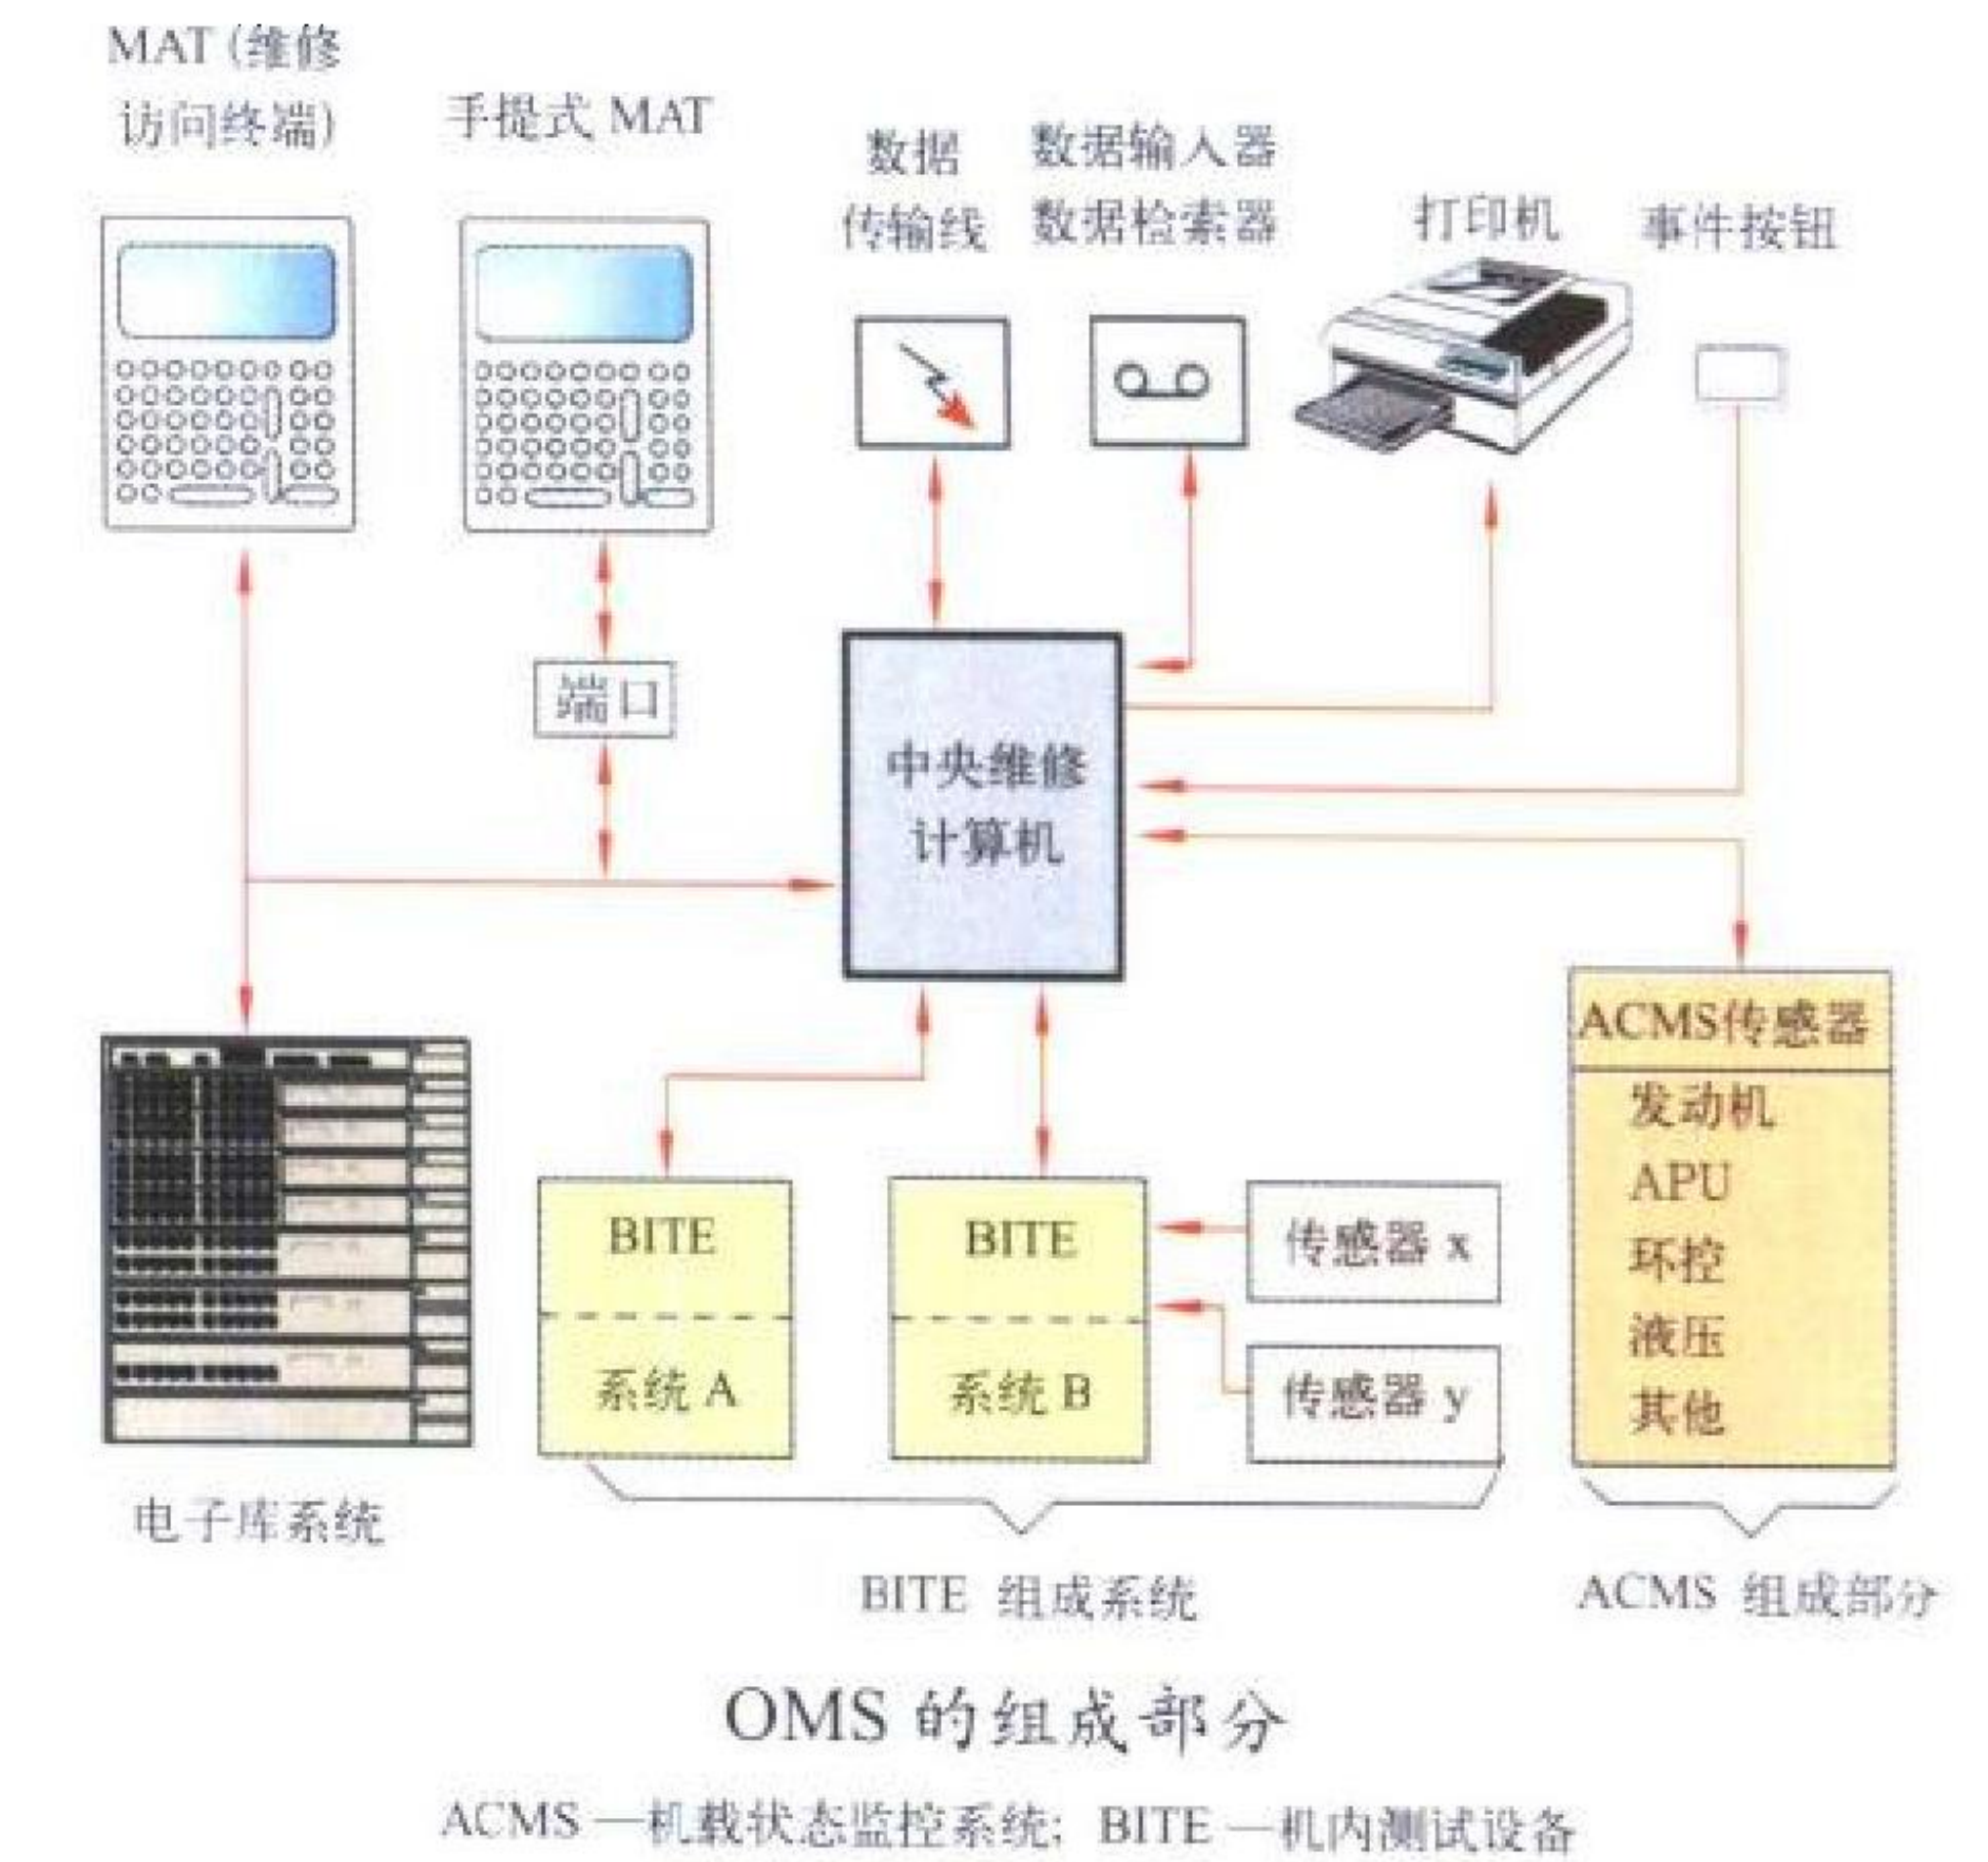 MAT (维修
访问终端)
手提式 MAT
数据
传输线
数据输入器
数据检索器
打印机
事件按钮
端口
中央维修
计算机
ACMS传感器
发动机
APU
环控
液压
其他
BITE
系统 A
BITE
系统 B
传感器 x
传感器 y
电子库系统
BITE 组成系统
ACMS 组成部分
OMS 的组成部分
ACMS —机载状态监控系统; BITE —机内测试设备